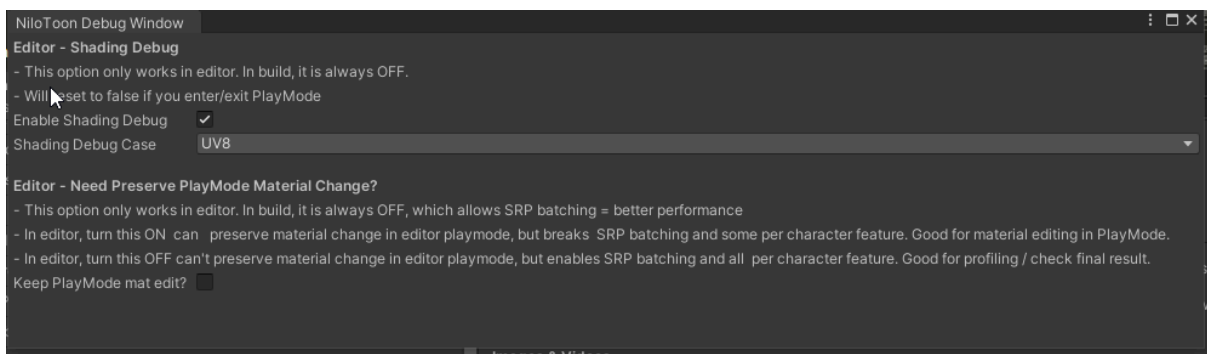 NiloToon Debug Window
Editor - Shading Debug
- This option only works in editor. In build, it is always OFF.
- Will reset to false if you enter/exit PlayMode
Enable Shading Debug
Shading Debug Case UV8
Editor - Need Preserve PlayMode Material Change?
- This option only works in editor. In build, it is always OFF, which allows SRP batching = better performance
- In editor, turn this ON can preserve material change in editor playmode, but breaks SRP batching and some per character feature. Good for material editing in PlayMode.
- In editor, turn this OFF can't preserve material change in editor playmode, but enables SRP batching and all per character feature. Good for profiling / check final result.
Keep PlayMode mat edit?